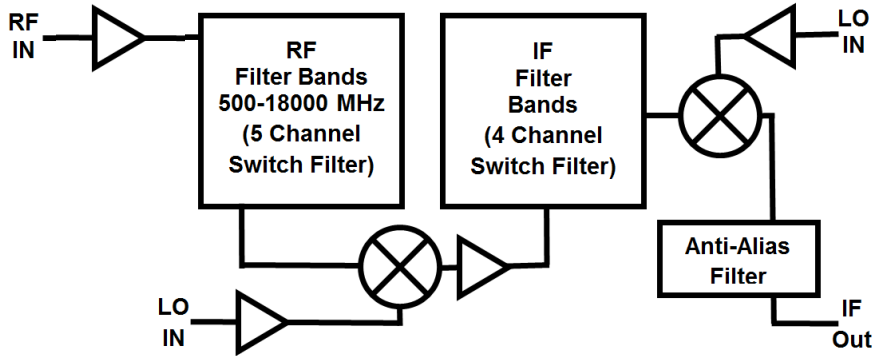 RF
IN
RF
Filter Bands
500-18000 MHz
(5 Channel
Switch Filter)
IF
Filter
Bands
(4 Channel
Switch Filter)
LO
IN
LO
IN
Anti-Alias
Filter
IF
Out